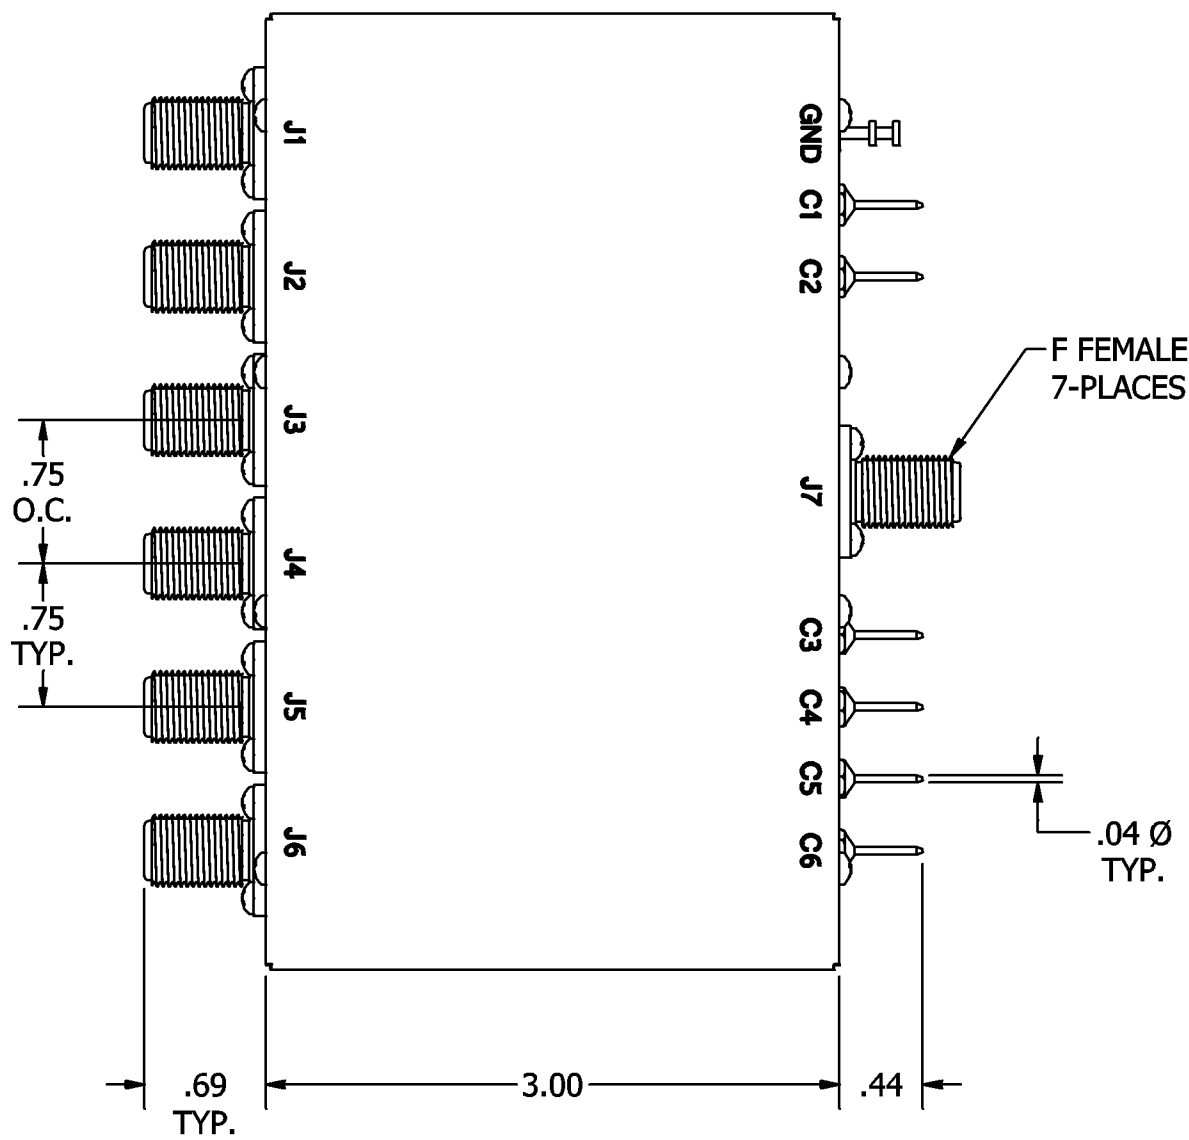 J1
J2
J3
J4
J5
J6
GND
C1
C2
J7
C3
C4
C5
C6
F FEMALE
7-PLACES
.75
O.C.
.75
TYP.
.04 Ø
TYP.
.69
TYP.
3.00
.44